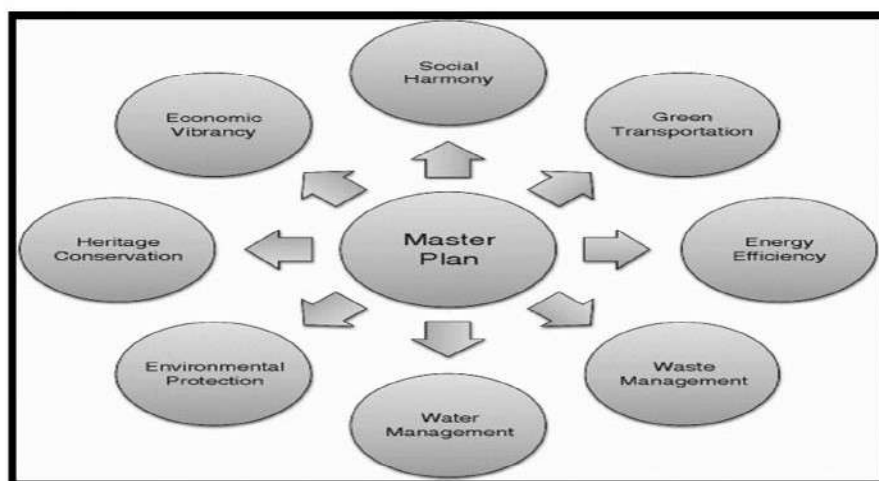 Social
Harmony
Economic
Vibrancy
Green
Transportation
Heritage
Conservation
Master
Plan
Energy
Efficiency
Environmental
Protection
Waste
Management
Water
Management